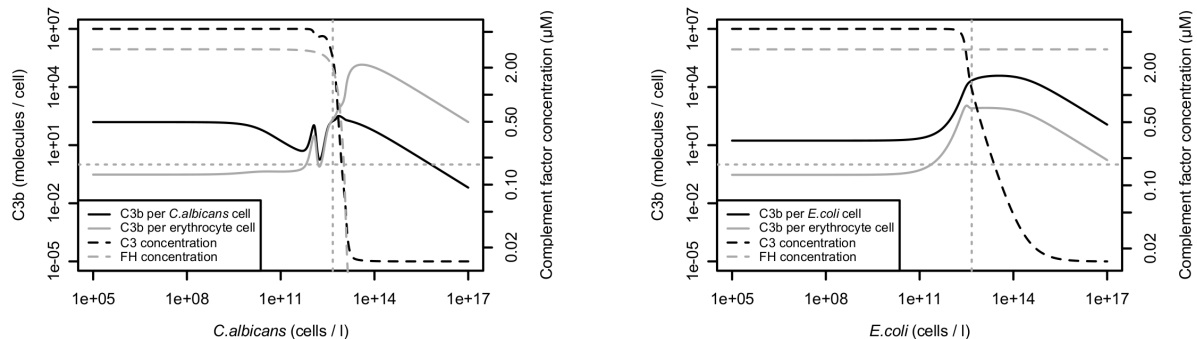 C3b (molecules / cell)
1e+07
1e+04
1e+01
1e-02
1e-05
C3b per C.albicans cell
C3b per erythrocyte cell
C3 concentration
FH concentration
1e+05
1e+08
1e+11
1e+14
1e+17
C.albicans (cells / l)
2.00
0.50
0.10
0.02
Complement factor concentration (µM)
C3b (molecules / cell)
1e+07
1e+04
1e+01
1e-02
1e-05
C3b per E.coli cell
C3b per erythrocyte cell
C3 concentration
FH concentration
1e+05
1e+08
1e+11
1e+14
1e+17
E.coli (cells / l)
2.00
0.50
0.10
0.02
Complement factor concentration (µM)